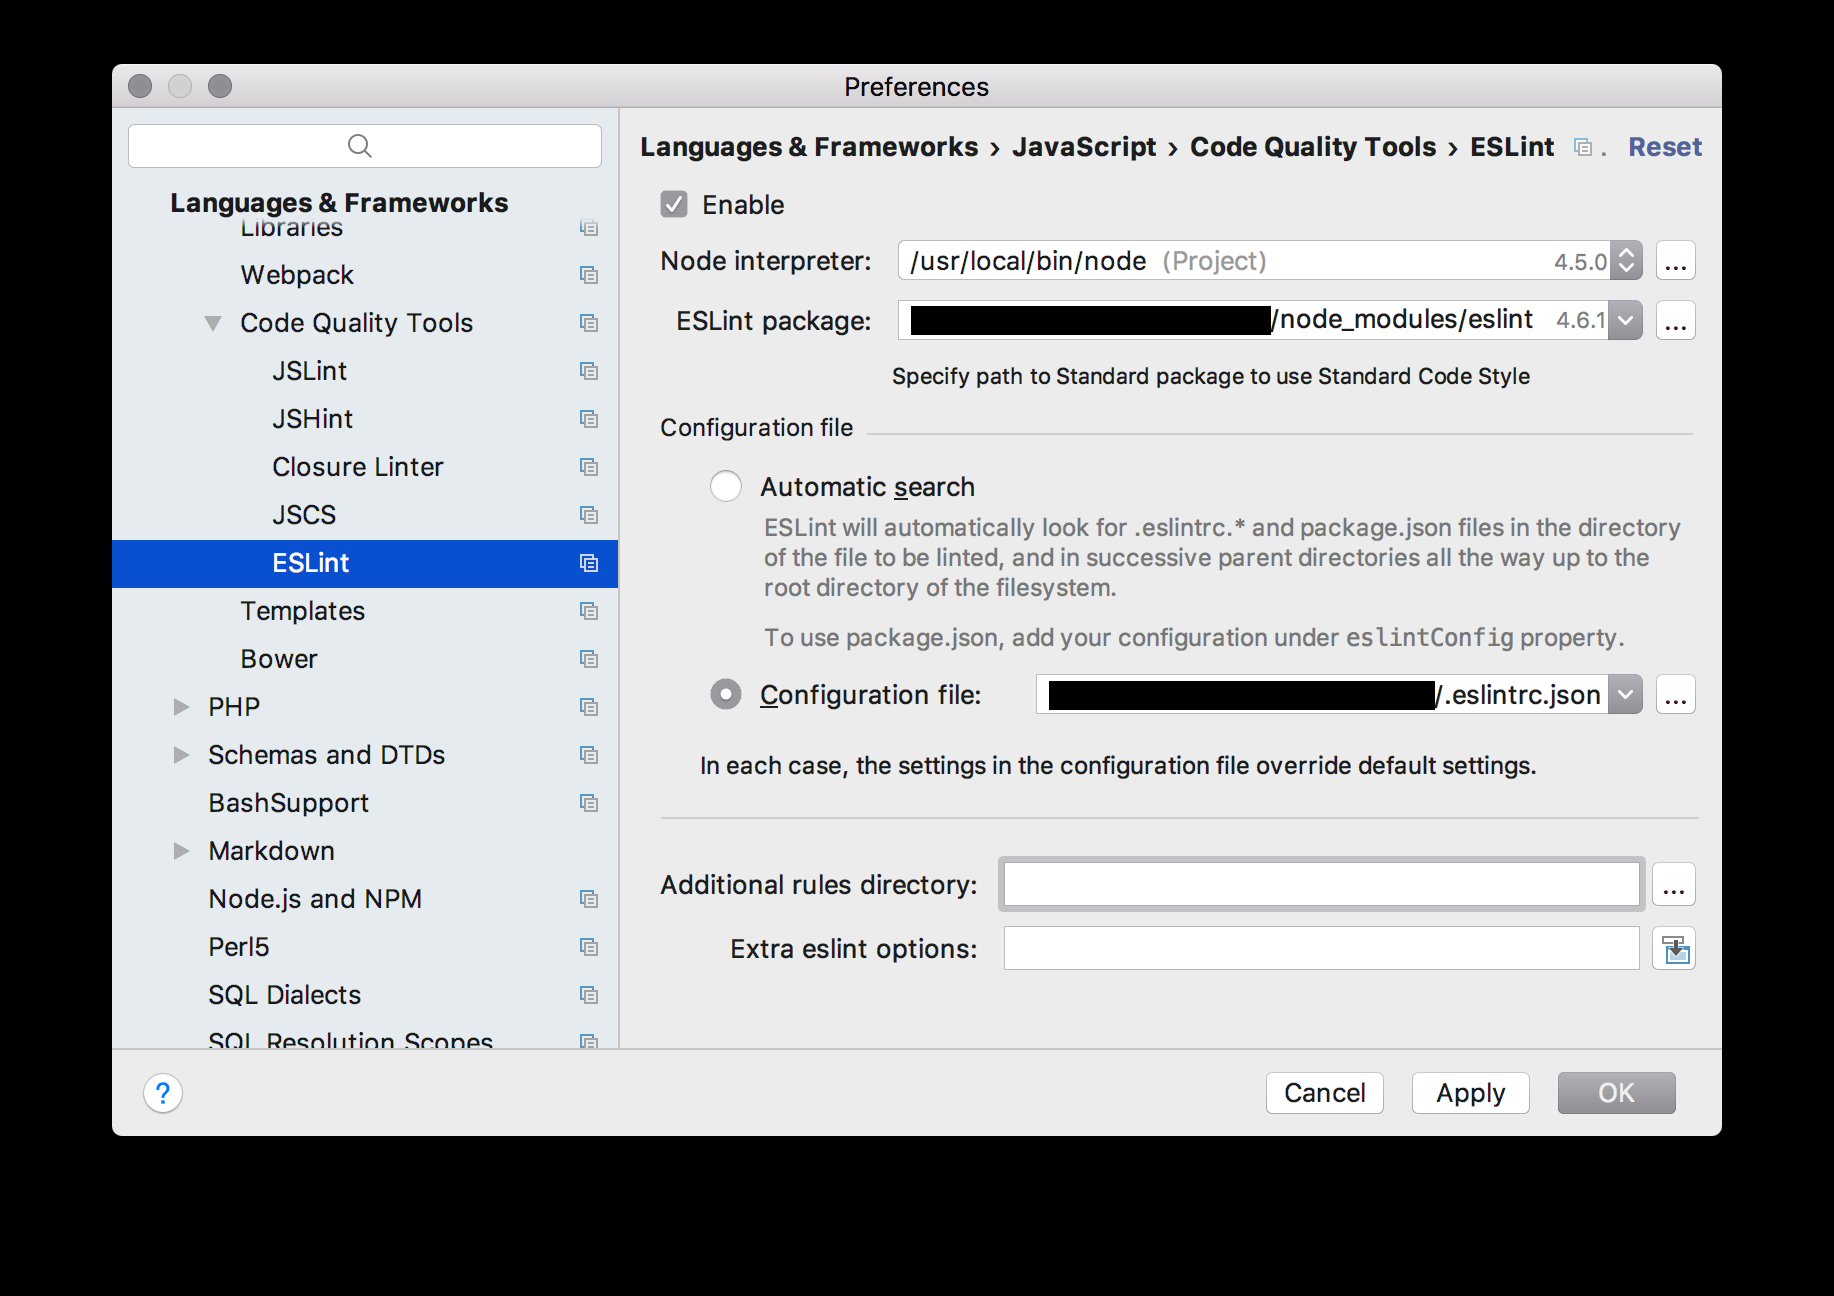 Preferences
Languages & Frameworks
Libraries
Webpack
Code Quality Tools
JSLint
JSHint
Closure Linter
JSCS
ESLint
Templates
Bower
PHP
Schemas and DTDs
BashSupport
Markdown
Node.js and NPM
Perl5
SQL Dialects
SQL Resolution Scopes
Languages & Frameworks › JavaScript › Code Quality Tools › ESLint . Reset
Enable
Node interpreter: /usr/local/bin/node (Project) 4.5.0 ...
ESLint package: /node_modules/eslint 4.6.1 ...
Specify path to Standard package to use Standard Code Style
Configuration file
Automatic search
ESLint will automatically look for .eslintrc.* and package.json files in the directory
of the file to be linted, and in successive parent directories all the way up to the
root directory of the filesystem.
To use package.json, add your configuration under eslintConfig property.
Configuration file: /.eslintrc.json ...
In each case, the settings in the configuration file override default settings.
Additional rules directory: ...
Extra eslint options:
? Cancel Apply OK